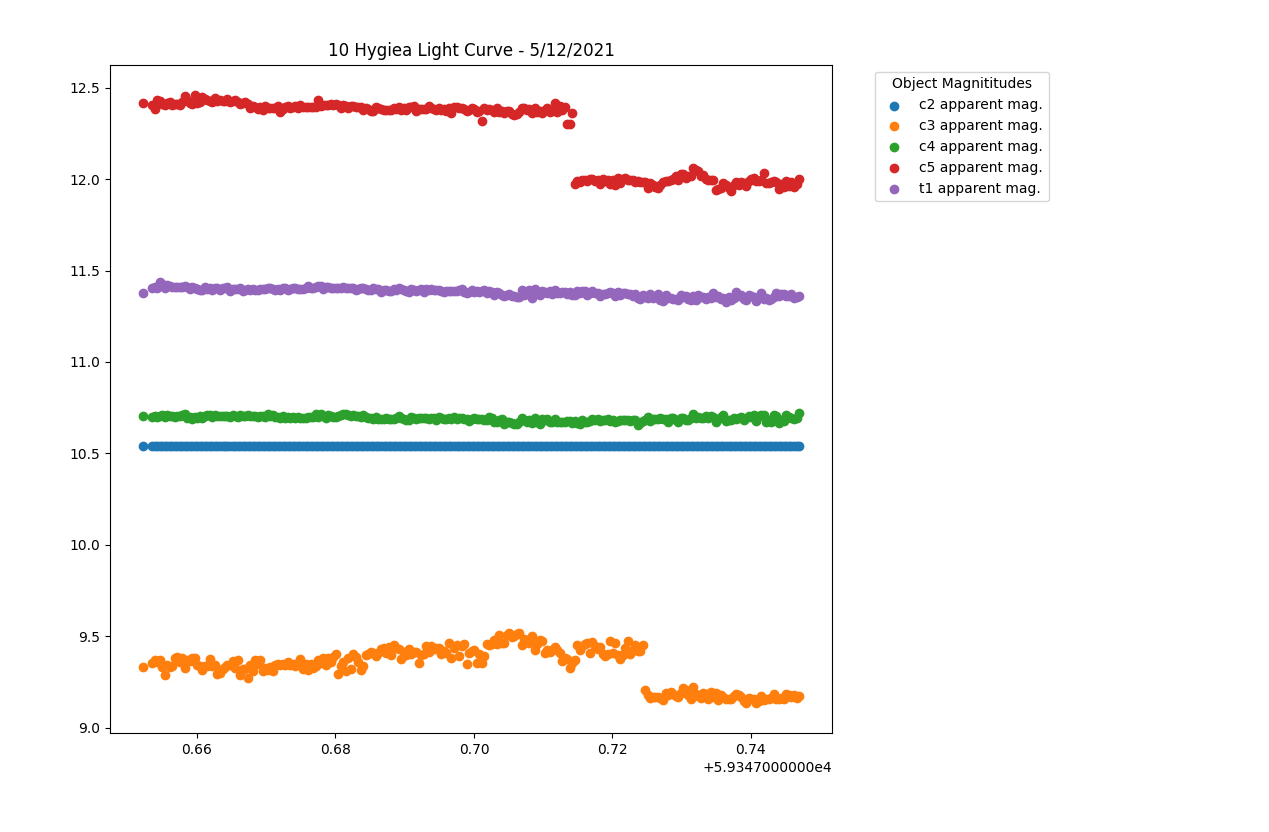 10 Hygiea Light Curve - 5/12/2021
Object Magnititudes
c2 apparent mag.
c3 apparent mag.
c4 apparent mag.
c5 apparent mag.
t1 apparent mag.
12.5
12.0
11.5
11.0
10.5
10.0
9.5
9.0
0.66 0.68 0.70 0.72 0.74
+5.9347000000e4